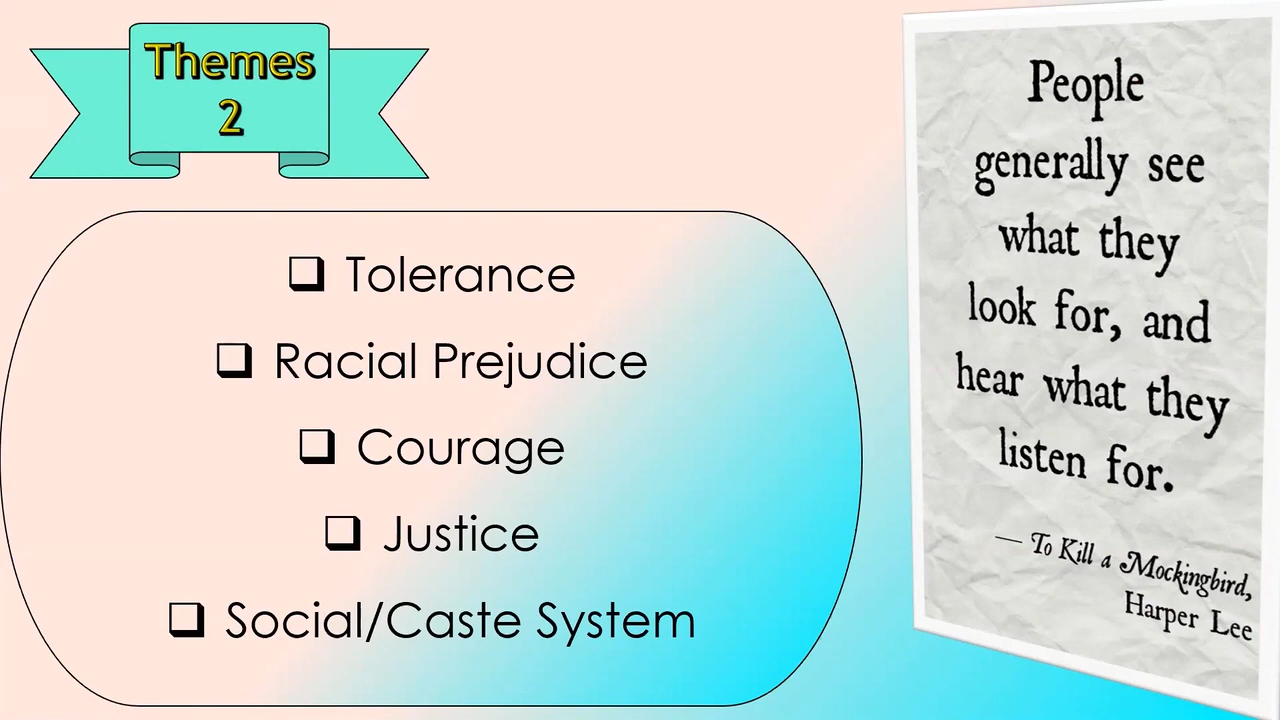 Themes
2
❑ Tolerance
❑ Racial Prejudice
❑ Courage
❑ Justice
❑ Social/Caste System
People
generally see
what they
look for, and
hear what they
listen for.
— To Kill a Mockingbird,
Harper Lee